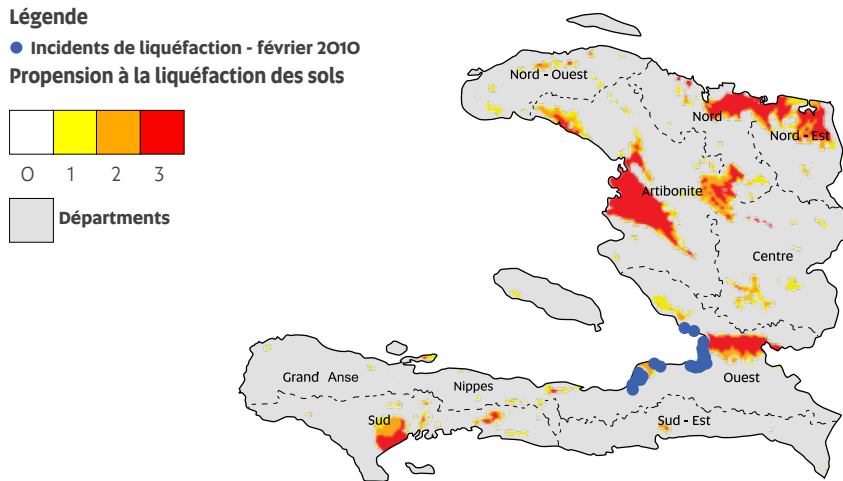 Légende
Incidents de liquéfaction - février 2010
Propension à la liquéfaction des sols
0 1 2 3
Départments
Nord - Ouest
Nord
Nord - Est
Artibonite
Centre
Ouest
Grand Anse
Nippes
Sud
Sud - Est